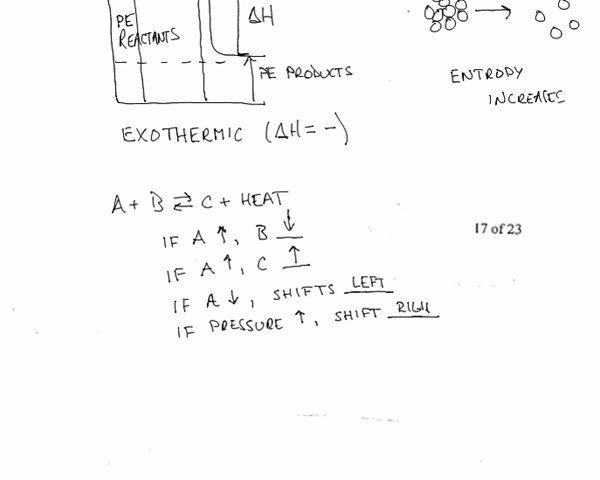 PE
REACTANTS
ΔH
PE PRODUCTS
ENTROPY
INCREASES
EXOTHERMIC (ΔH = -)
A + B ⇄ C + HEAT
IF A ↑, B ↓
IF A ↑, C ↑
IF A ↓, SHIFTS LEFT
IF PRESSURE ↑, SHIFT RIGH
17 of 23